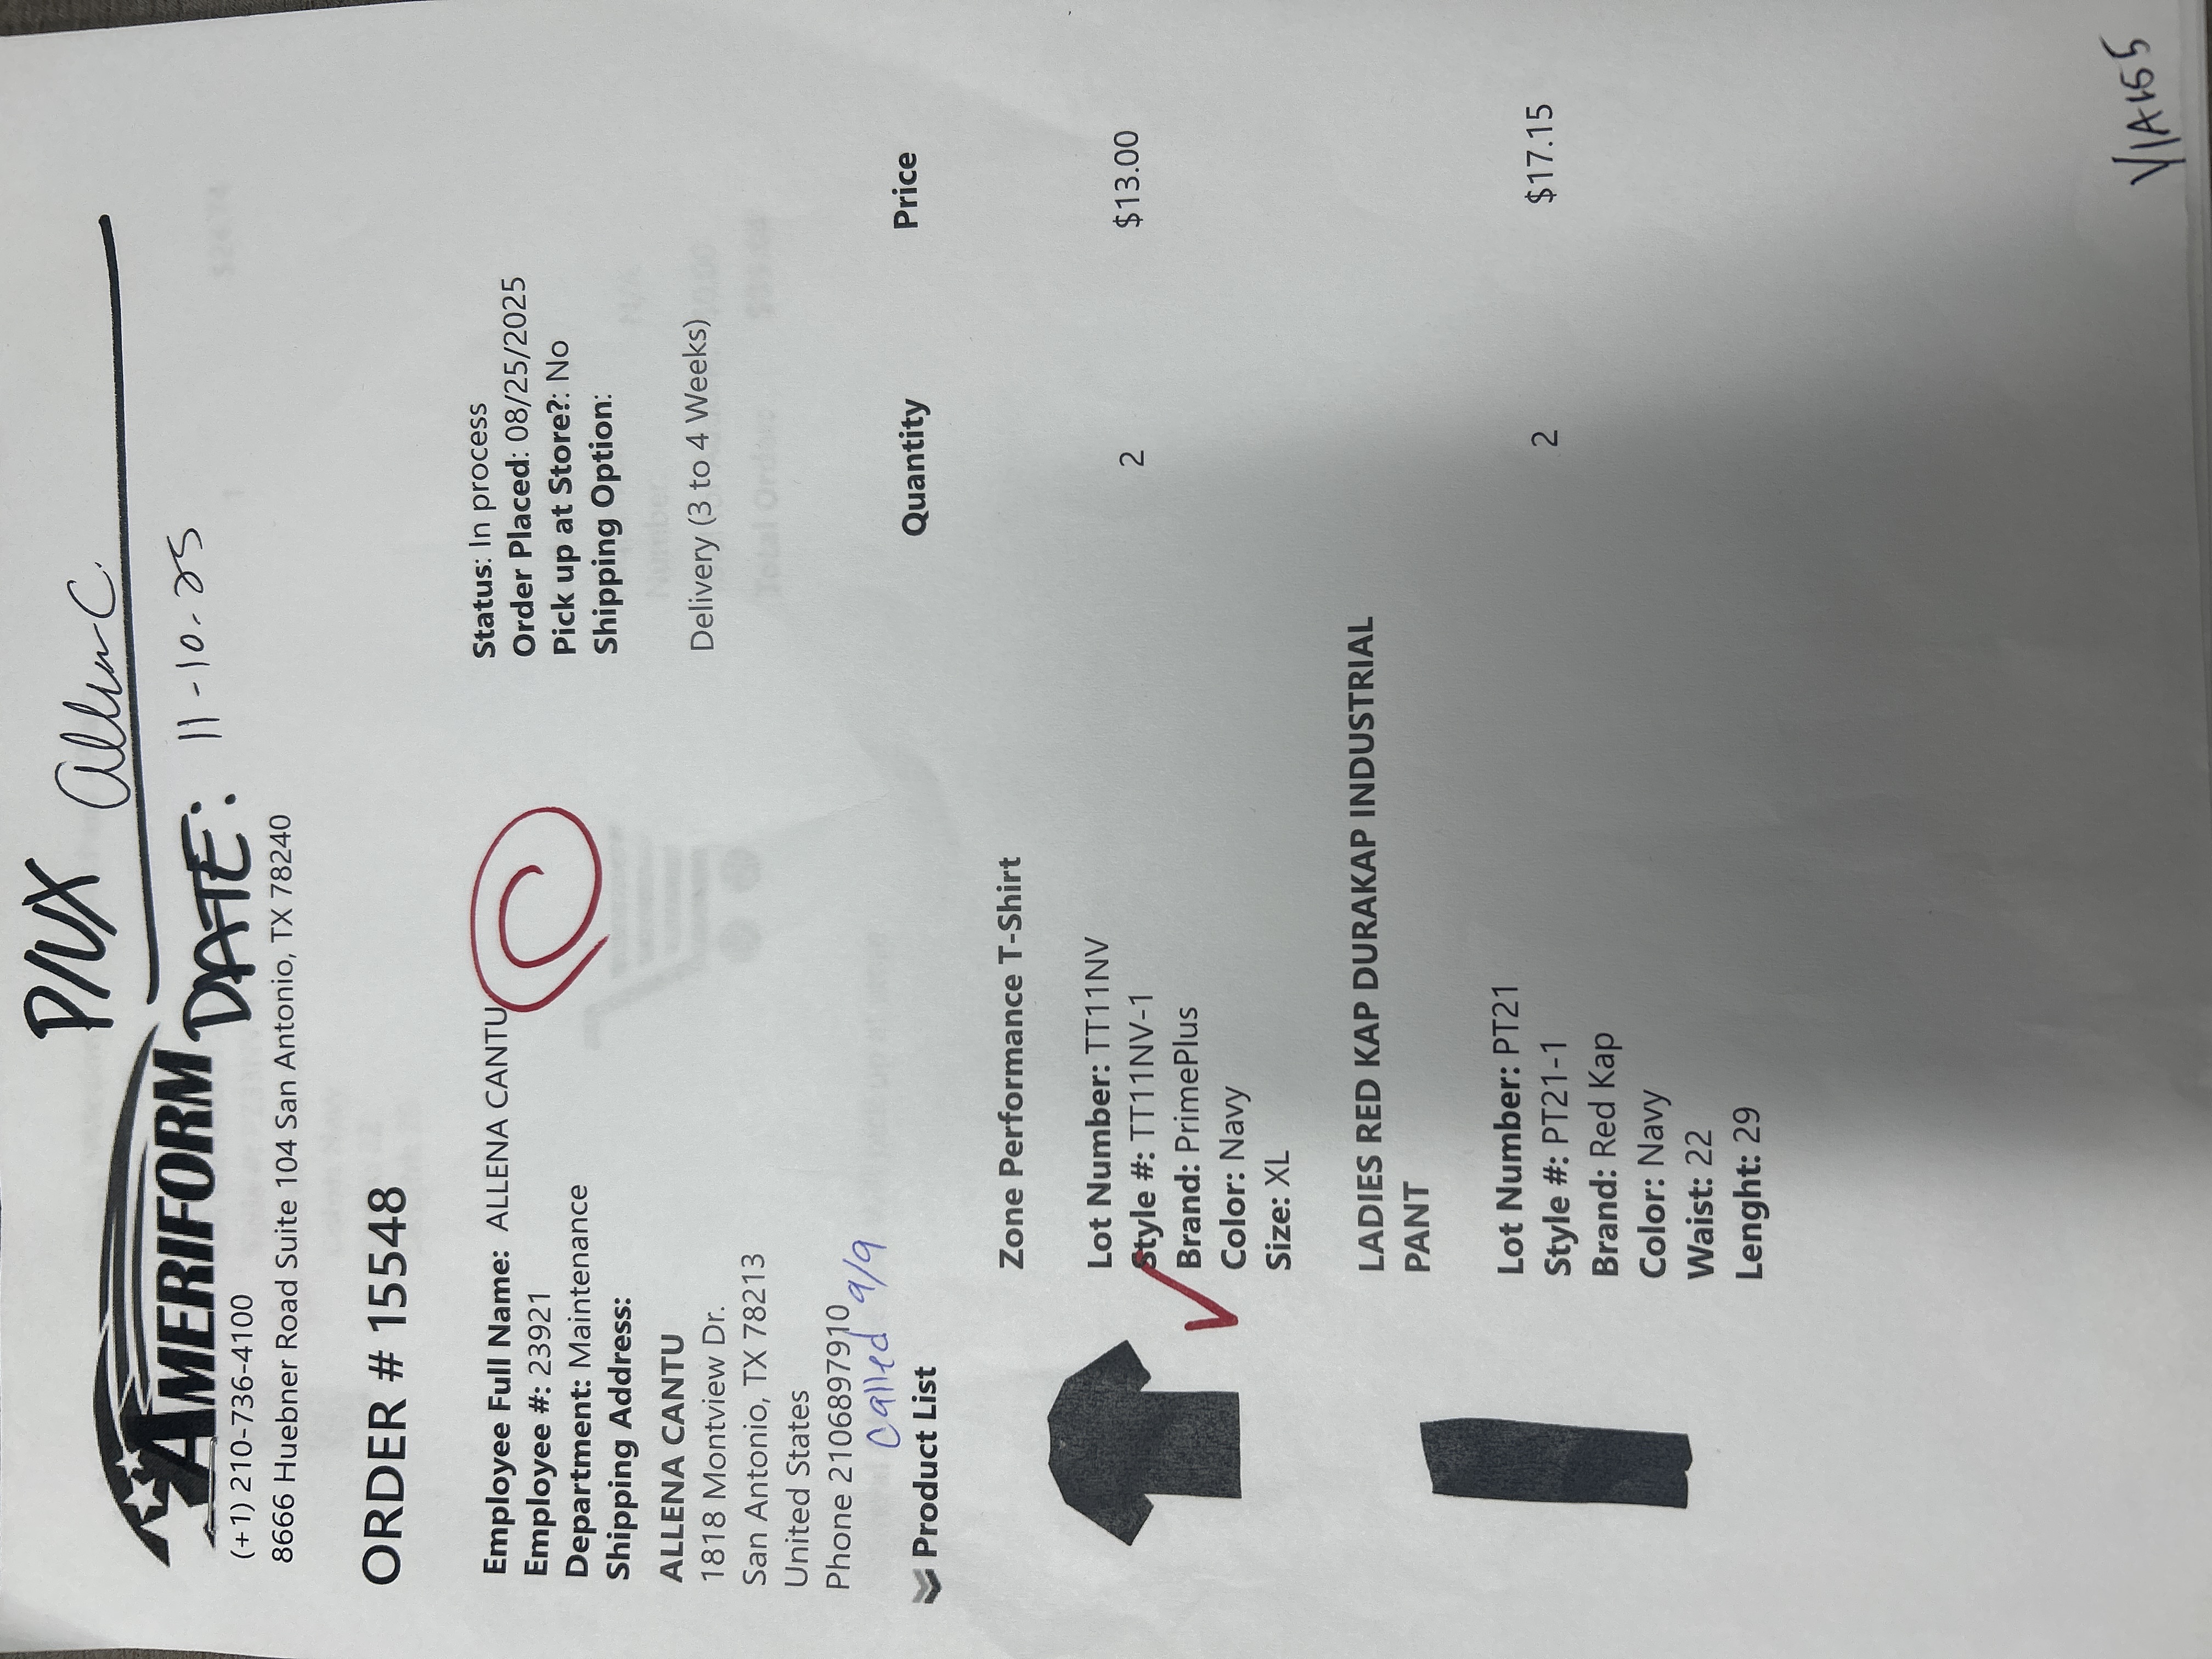 P/UX Allena C.
AMERIFORM
DATE: 11-10-25
(+1) 210-736-4100
8666 Huebner Road Suite 104 San Antonio, TX 78240
ORDER # 15548
Employee Full Name: ALLENA CANTU
Employee #: 23921
Department: Maintenance
Shipping Address:
ALLENA CANTU
1818 Montview Dr.
San Antonio, TX 78213
United States
Phone 2106897910
Called 9/9
Status: In process
Order Placed: 08/25/2025
Pick up at Store?: No
Shipping Option:
Delivery (3 to 4 Weeks)
Product List
Quantity
Price
Zone Performance T-Shirt
Lot Number: TT11NV
Style #: TT11NV-1
Brand: PrimePlus
Color: Navy
Size: XL
2
$13.00
LADIES RED KAP DURAKAP INDUSTRIAL
PANT
Lot Number: PT21
Style #: PT21-1
Brand: Red Kap
Color: Navy
Waist: 22
Lenght: 29
2
$17.15